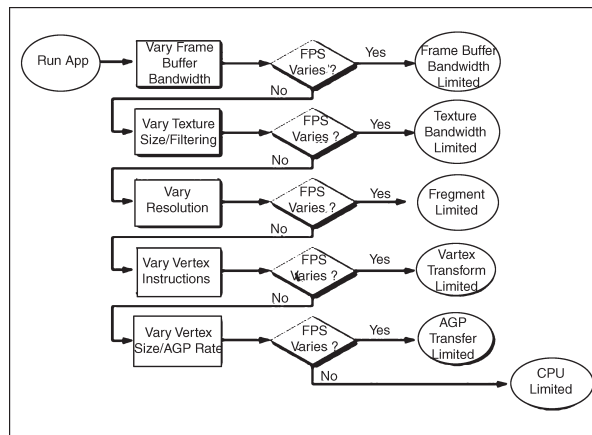 Run App
Vary Frame
Buffer
Bandwidth
FPS
Varies ?
Yes
Frame Buffer
Bandwidth
Limited
No
Vary Texture
Size/Filtering
FPS
Varies ?
Yes
Texture
Bandwidth
Limited
No
Vary
Resolution
FPS
Varies ?
Yes
Fregment
Limited
No
Vary Vertex
Instructions
FPS
Varies ?
Yes
Vartex
Transform
Limited
No
Vary Vertex
Size/AGP Rate
FPS
Varies ?
Yes
AGP
Transfer
Limited
No
CPU
Limited